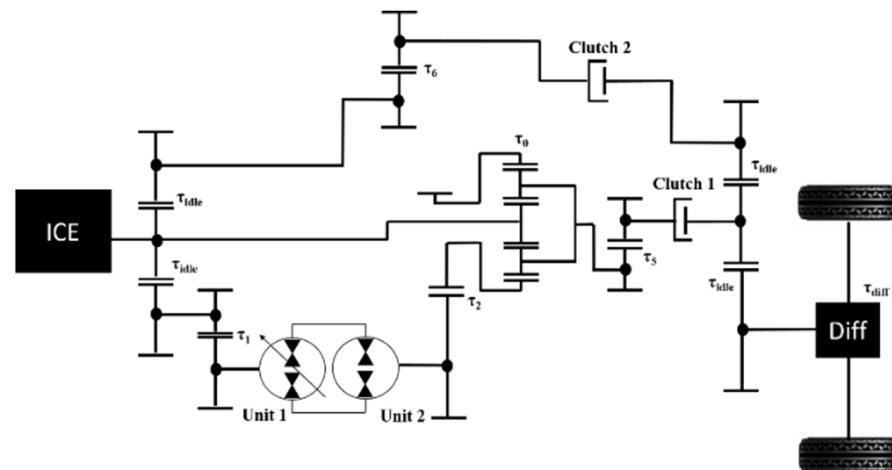 Clutch 2
τ6
τ0
τidle
Clutch 1
τidle
ICE
τidle
τ5
τidle
τdiff
τ2
τ1
Diff
Unit 1
Unit 2